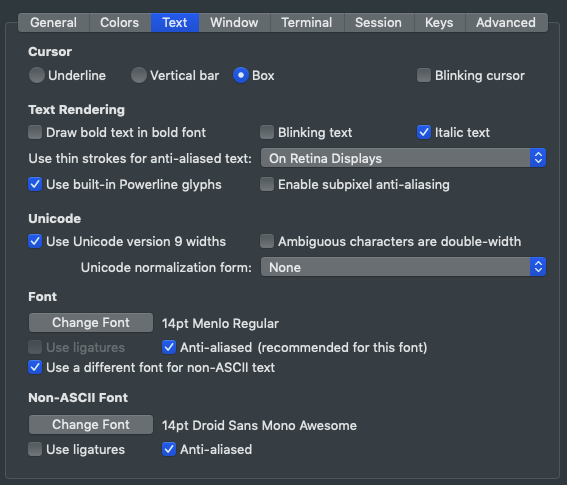 General Colors Text Window Terminal Session Keys Advanced
Cursor
Underline Vertical bar Box Blinking cursor
Text Rendering
Draw bold text in bold font Blinking text Italic text
Use thin strokes for anti-aliased text: On Retina Displays
Use built-in Powerline glyphs Enable subpixel anti-aliasing
Unicode
Use Unicode version 9 widths Ambiguous characters are double-width
Unicode normalization form: None
Font
Change Font 14pt Menlo Regular
Use ligatures Anti-aliased (recommended for this font)
Use a different font for non-ASCII text
Non-ASCII Font
Change Font 14pt Droid Sans Mono Awesome
Use ligatures Anti-aliased